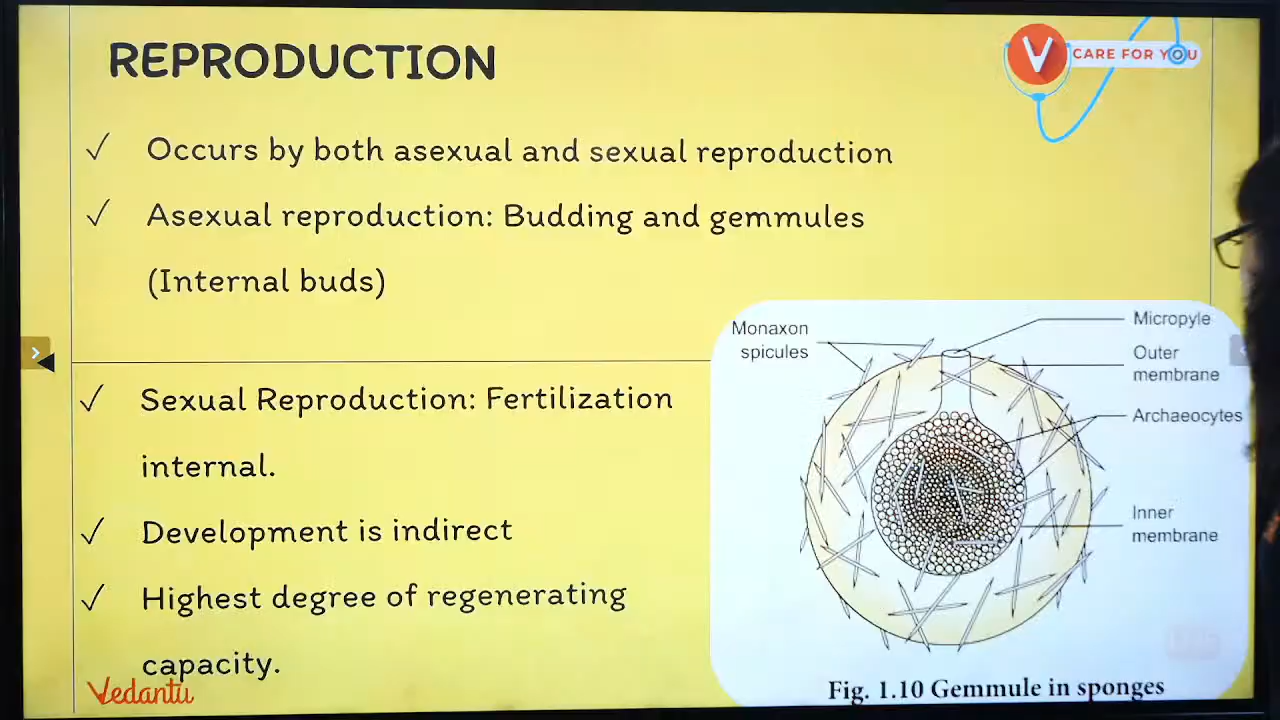 REPRODUCTION
V
CARE FOR YOU
✓ Occurs by both asexual and sexual reproduction
✓ Asexual reproduction: Budding and gemmules
(Internal buds)
✓ Sexual Reproduction: Fertilization
internal.
✓ Development is indirect
✓ Highest degree of regenerating
capacity.
Vedantu
Monaxon
spicules
Micropyle
Outer
membrane
Archaeocytes
Inner
membrane
Fig. 1.10 Gemmule in sponges